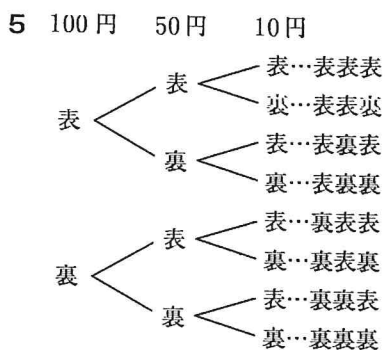 5 100円 50円 10円
表…表表表
表
裏…表表裏
表
表…表裏表
裏
裏…表裏裏
表…裏表表
表
裏…裏表裏
裏
表…裏裏表
裏
裏…裏裏裏